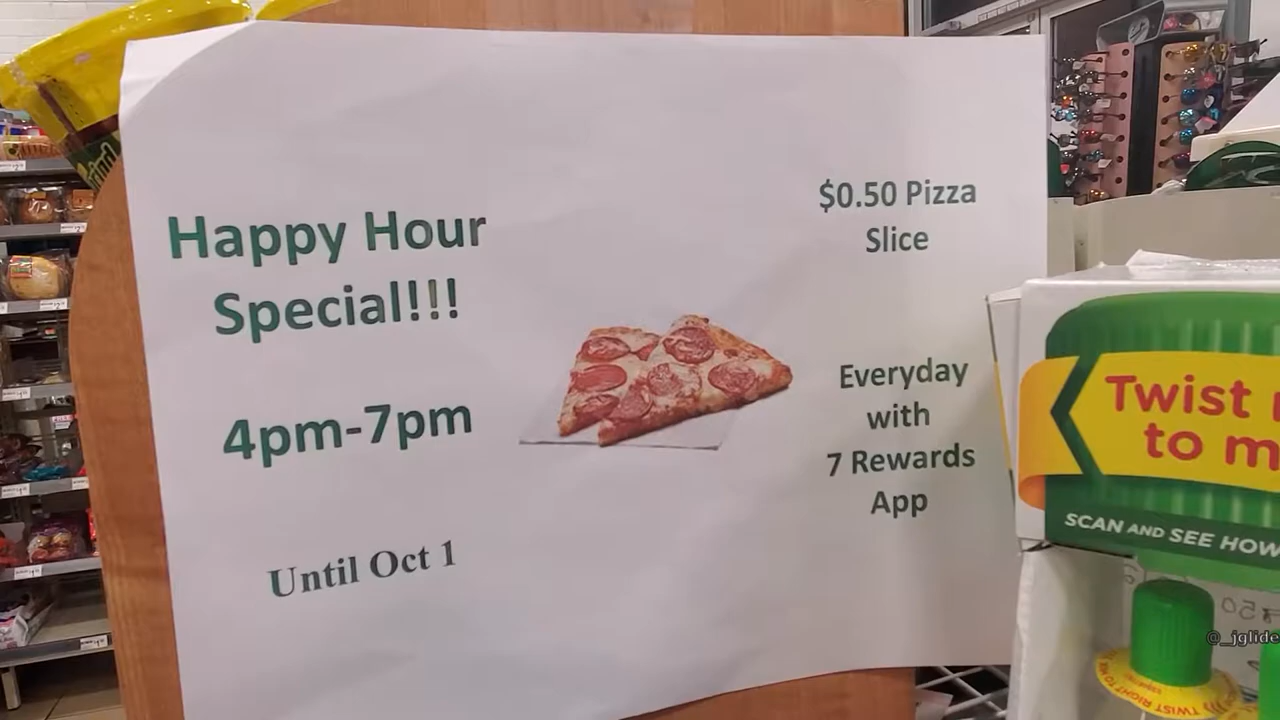 Happy Hour
Special!!!
4pm-7pm
Until Oct 1
$0.50 Pizza
Slice
Everyday
with
7 Rewards
App
Twist
to m
SCAN AND SEE HOW
@_jglide